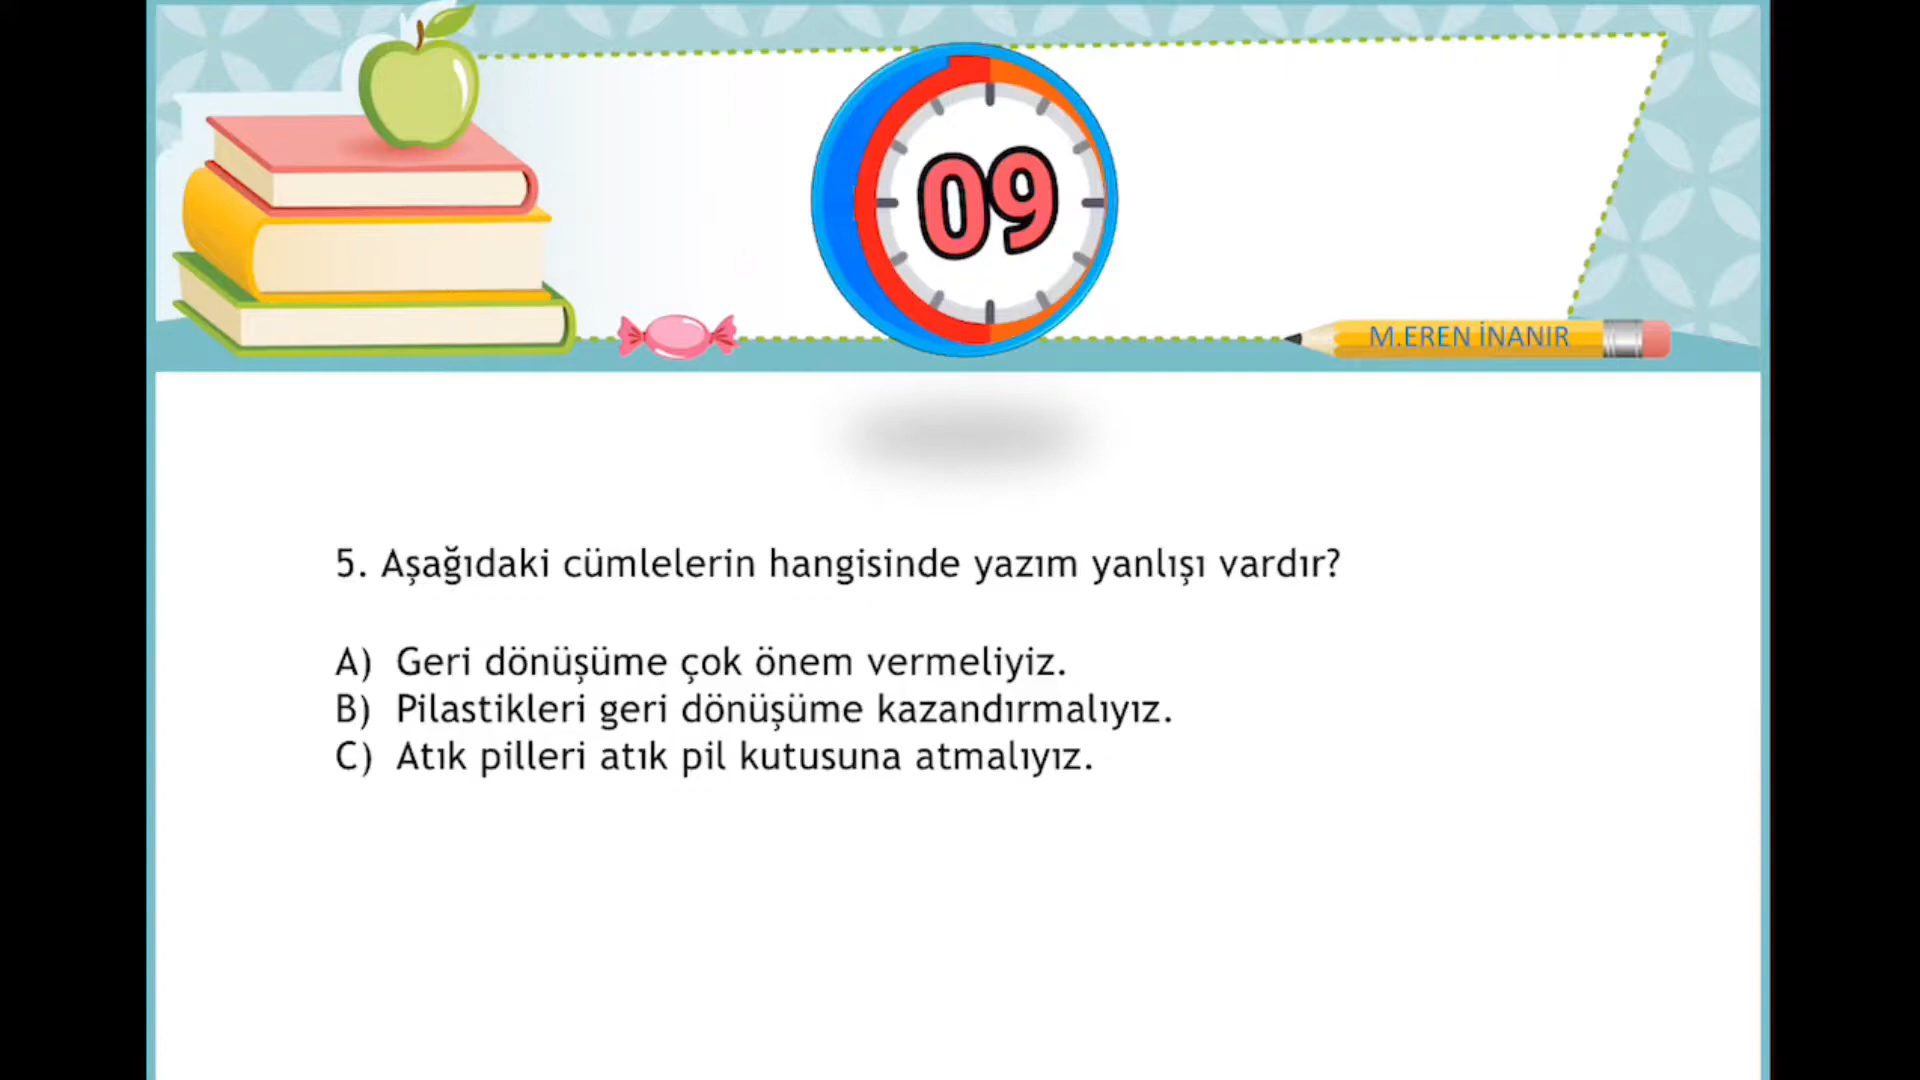 09
M.EREN İNANIR
5. Aşağıdaki cümlelerin hangisinde yazım yanlışı vardır?
A) Geri dönüşüme çok önem vermeliyiz.
B) Pilastikleri geri dönüşüme kazandırmalıyız.
C) Atık pilleri atık pil kutusuna atmalıyız.